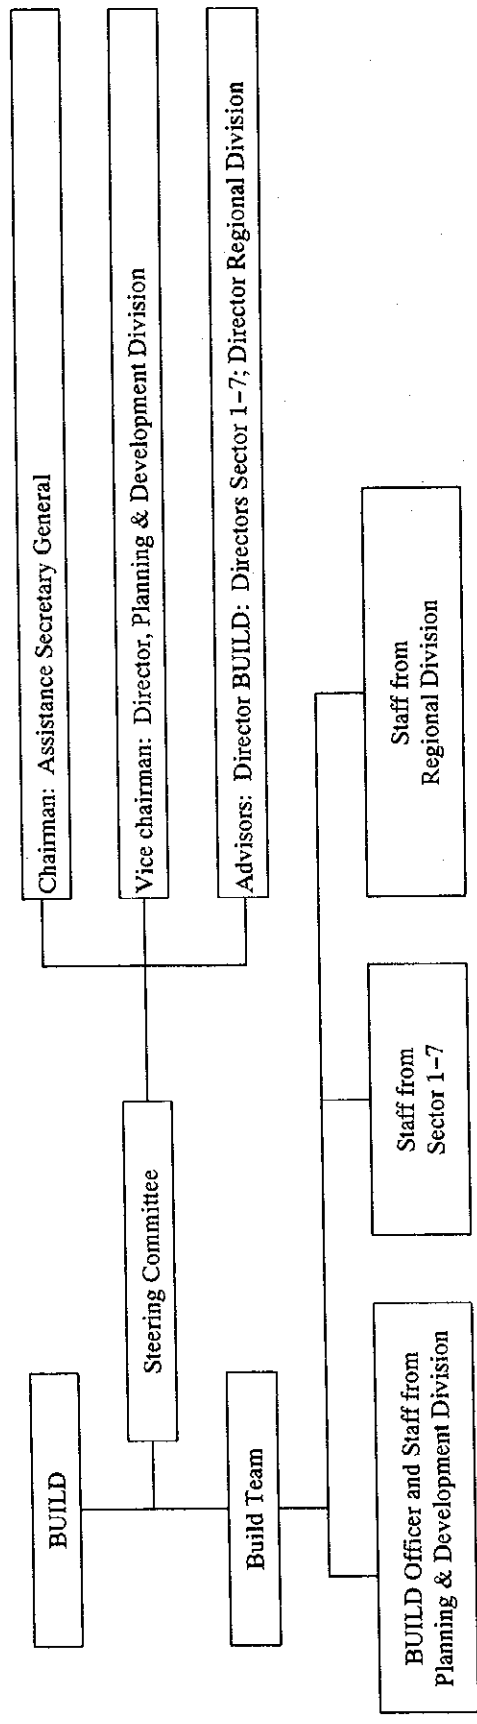 BUILD
Steering Committee
Chairman: Assistance Secretary General
Vice chairman: Director, Planning & Development Division
Advisors: Director BUILD: Directors Sector 1–7; Director Regional Division
Build Team
BUILD Officer and Staff from
Planning & Development Division
Staff from
Sector 1–7
Staff from
Regional Division